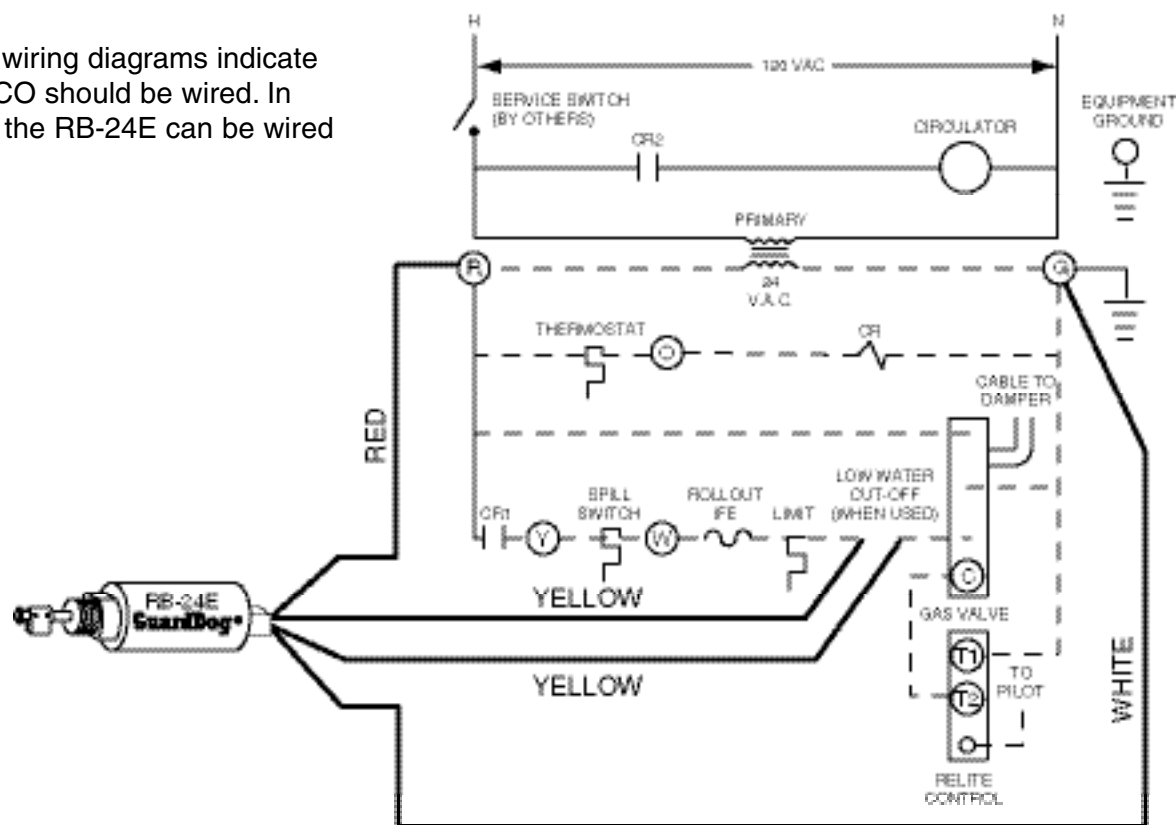 wiring diagrams indicate
CO should be wired. In
the RB-24E can be wired
H
N
120 VAC
SERVICE SWITCH
(BY OTHERS)
CR2
CIRCULATOR
EQUIPMENT
GROUND
PRIMARY
R
24
V.A.C.
G
THERMOSTAT
O
CR
CABLE TO
DAMPER
RED
LOW WATER
CUT-OFF
(WHEN USED)
SPILL
SWITCH
ROLLOUT
IFE
LIMIT
CR1
Y
W
YELLOW
RB-24E
GuardDog®
GAS VALVE
YELLOW
T1
T2
TO
PILOT
WHITE
RELITE
CONTROL